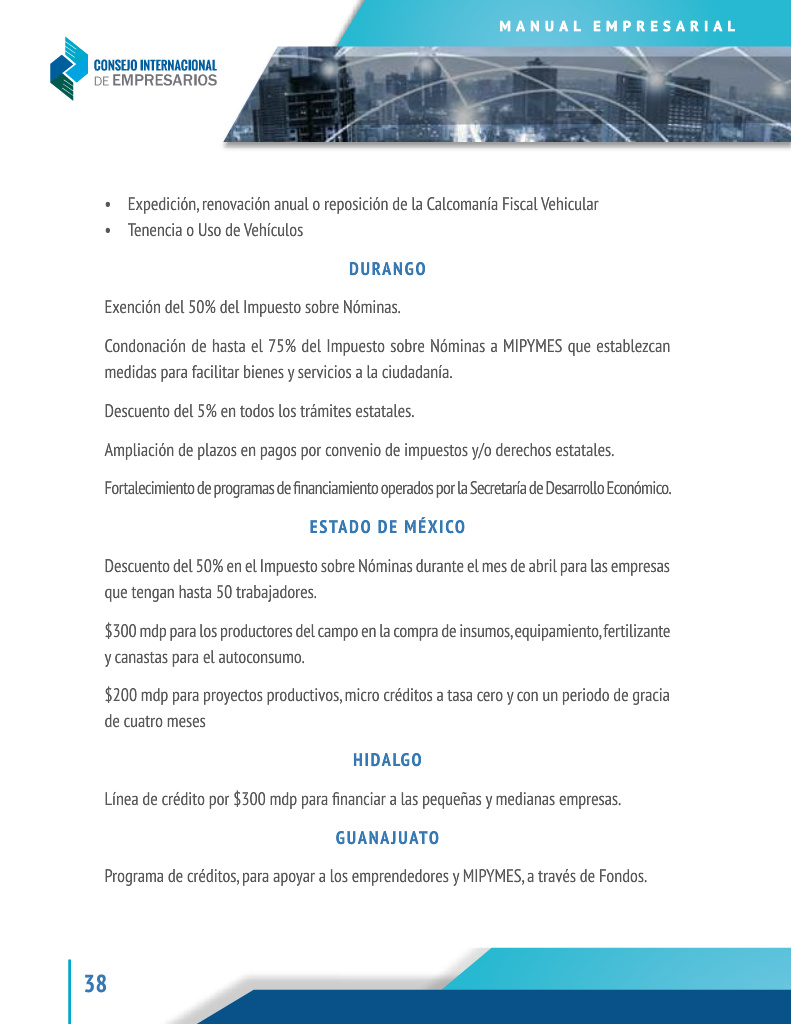 MANUAL EMPRESARIAL
CONSEJO INTERNACIONAL
DE EMPRESARIOS
• Expedición, renovación anual o reposición de la Calcomanía Fiscal Vehicular
• Tenencia o Uso de Vehículos
DURANGO
Exención del 50% del Impuesto sobre Nóminas.
Condonación de hasta el 75% del Impuesto sobre Nóminas a MIPYMES que establezcan
medidas para facilitar bienes y servicios a la ciudadanía.
Descuento del 5% en todos los trámites estatales.
Ampliación de plazos en pagos por convenio de impuestos y/o derechos estatales.
Fortalecimiento de programas de financiamiento operados por la Secretaría de Desarrollo Económico.
ESTADO DE MÉXICO
Descuento del 50% en el Impuesto sobre Nóminas durante el mes de abril para las empresas
que tengan hasta 50 trabajadores.
$300 mdp para los productores del campo en la compra de insumos, equipamiento, fertilizante
y canastas para el autoconsumo.
$200 mdp para proyectos productivos, micro créditos a tasa cero y con un periodo de gracia
de cuatro meses
HIDALGO
Línea de crédito por $300 mdp para financiar a las pequeñas y medianas empresas.
GUANAJUATO
Programa de créditos, para apoyar a los emprendedores y MIPYMES, a través de Fondos.
38